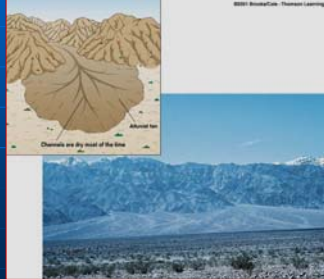 ©2001 Brooks/Cole - Thomson Learning
Alluvial fan
Channels are dry most of the time